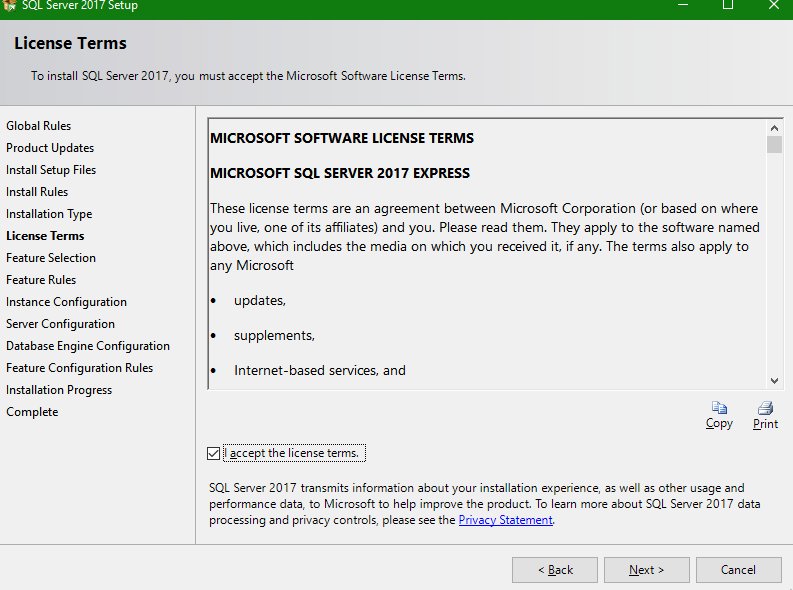 SQL Server 2017 Setup
License Terms
To install SQL Server 2017, you must accept the Microsoft Software License Terms.
Global Rules
Product Updates
Install Setup Files
Install Rules
Installation Type
License Terms
Feature Selection
Feature Rules
Instance Configuration
Server Configuration
Database Engine Configuration
Feature Configuration Rules
Installation Progress
Complete
MICROSOFT SOFTWARE LICENSE TERMS
MICROSOFT SQL SERVER 2017 EXPRESS
These license terms are an agreement between Microsoft Corporation (or based on where
you live, one of its affiliates) and you. Please read them. They apply to the software named
above, which includes the media on which you received it, if any. The terms also apply to
any Microsoft
• updates,
• supplements,
• Internet-based services, and
Copy
Print
I accept the license terms.
SQL Server 2017 transmits information about your installation experience, as well as other usage and
performance data, to Microsoft to help improve the product. To learn more about SQL Server 2017 data
processing and privacy controls, please see the Privacy Statement.
< Back
Next >
Cancel